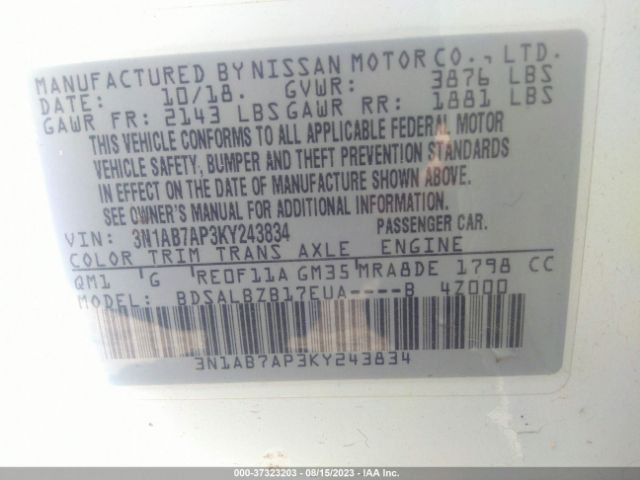 MANUFACTURED BY NISSAN MOTOR CO., LTD.
DATE: 10/18. GVWR: 3876 LBS
GAWR FR: 2143 LBS GAWR RR: 1881 LBS
THIS VEHICLE CONFORMS TO ALL APPLICABLE FEDERAL MOTOR
VEHICLE SAFETY, BUMPER AND THEFT PREVENTION STANDARDS
IN EFFECT ON THE DATE OF MANUFACTURE SHOWN ABOVE.
SEE OWNER'S MANUAL FOR ADDITIONAL INFORMATION.
VIN: 3N1AB7AP3KY243834 PASSENGER CAR.
COLOR TRIM TRANS AXLE ENGINE
QM1 G RE0F11A GM35 MRA8DE 1798 CC
MODEL: BDSALBZB17EUA----B 4Z000
3N1AB7AP3KY243834
000-37323203 - 08/15/2023 - IAA Inc.